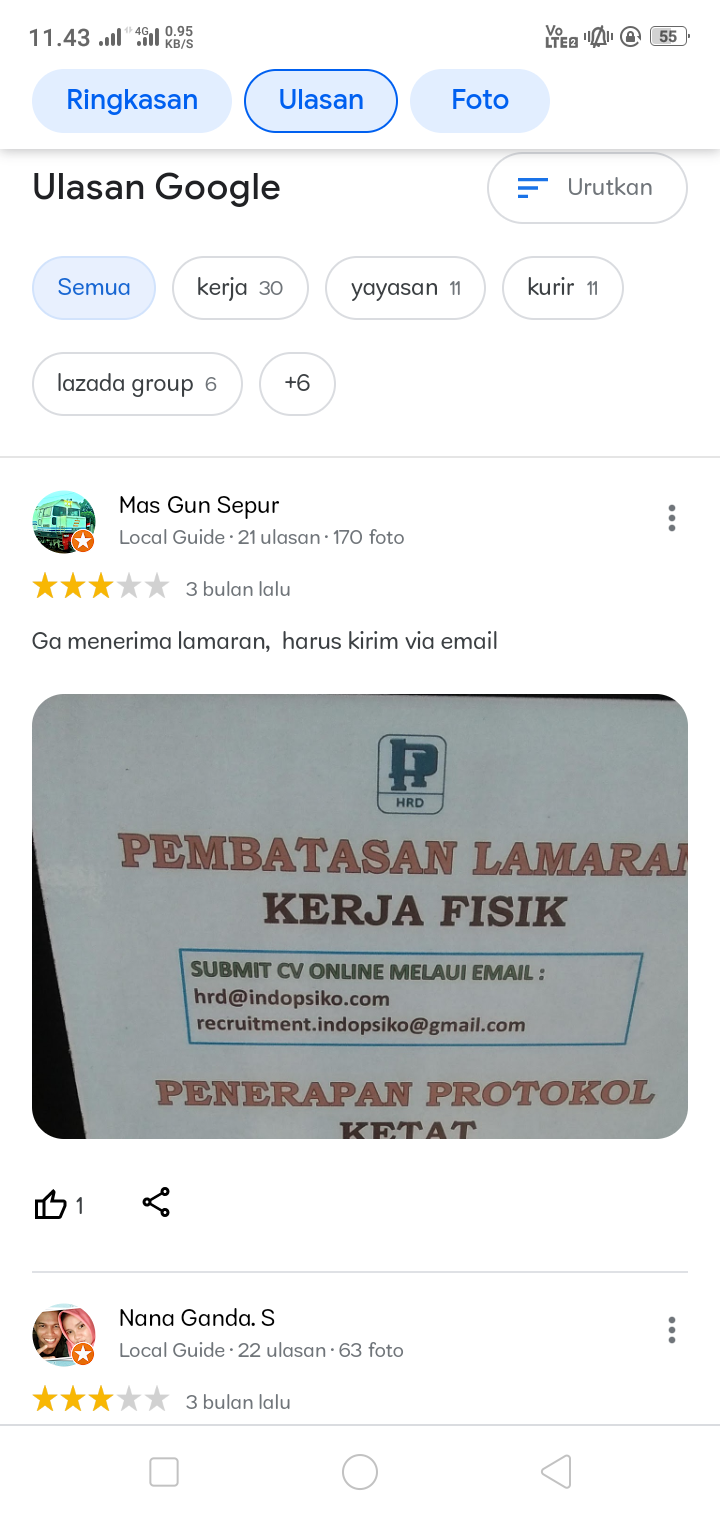 11.43 4G 0.95 KB/S Vo LTE2 55
Ringkasan Ulasan Foto
Ulasan Google Urutkan
Semua kerja 30 yayasan 11 kurir 11
lazada group 6 +6
Mas Gun Sepur
Local Guide · 21 ulasan · 170 foto
3 bulan lalu
Ga menerima lamaran, harus kirim via email
HRD
PEMBATASAN LAMARAN
KERJA FISIK
SUBMIT CV ONLINE MELAUI EMAIL :
hrd@indopsiko.com
recruitment.indopsiko@gmail.com
PENERAPAN PROTOKOL
KETAT
1
Nana Ganda. S
Local Guide · 22 ulasan · 63 foto
3 bulan lalu